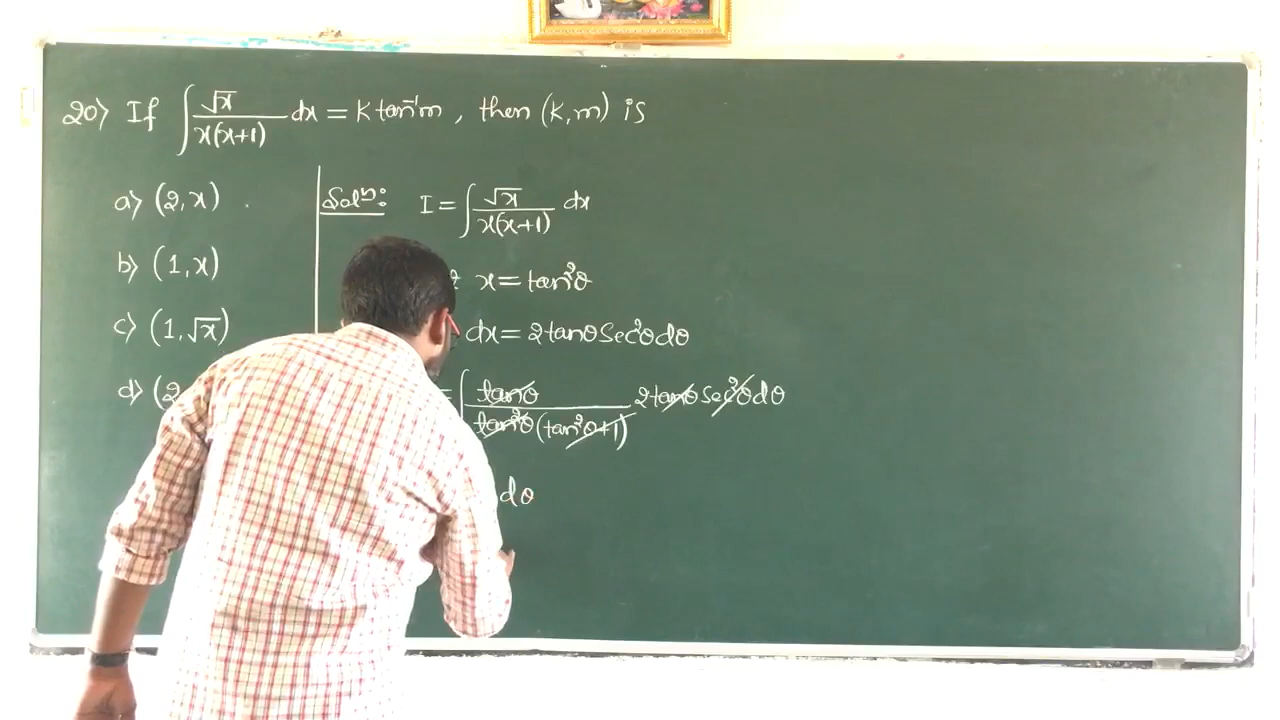 20) If ∫ √x / x(x+1) dx = K tan⁻¹m, then (K,m) is
a) (2,x)
b) (1,x)
c) (1,√x)
d) (2
Solⁿ: I = ∫ √x / x(x+1) dx
x = tan²θ
dx = 2tanθ Sec²θ dθ
= ∫ tanθ / tan²θ(tan²θ+1) 2tanθ sec²θ dθ
dθ